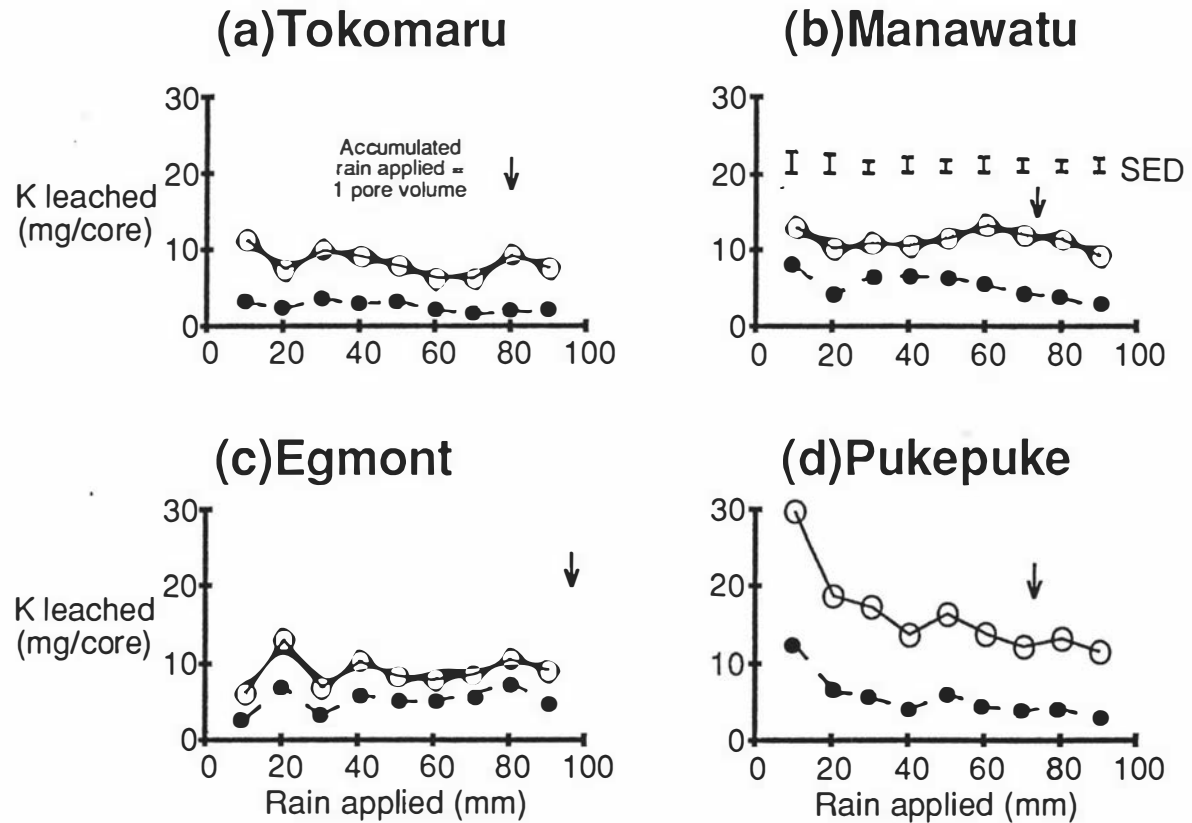 (a)Tokomaru
(b)Manawatu
30
20
10
0
K leached
(mg/core)
Accumulated
rain applied =
1 pore volume
0 20 40 60 80 100
30
20
10
0
SED
0 20 40 60 80 100
(c)Egmont
(d)Pukepuke
30
20
10
0
K leached
(mg/core)
0 20 40 60 80 100
Rain applied (mm)
30
20
10
0
0 20 40 60 80 100
Rain applied (mm)